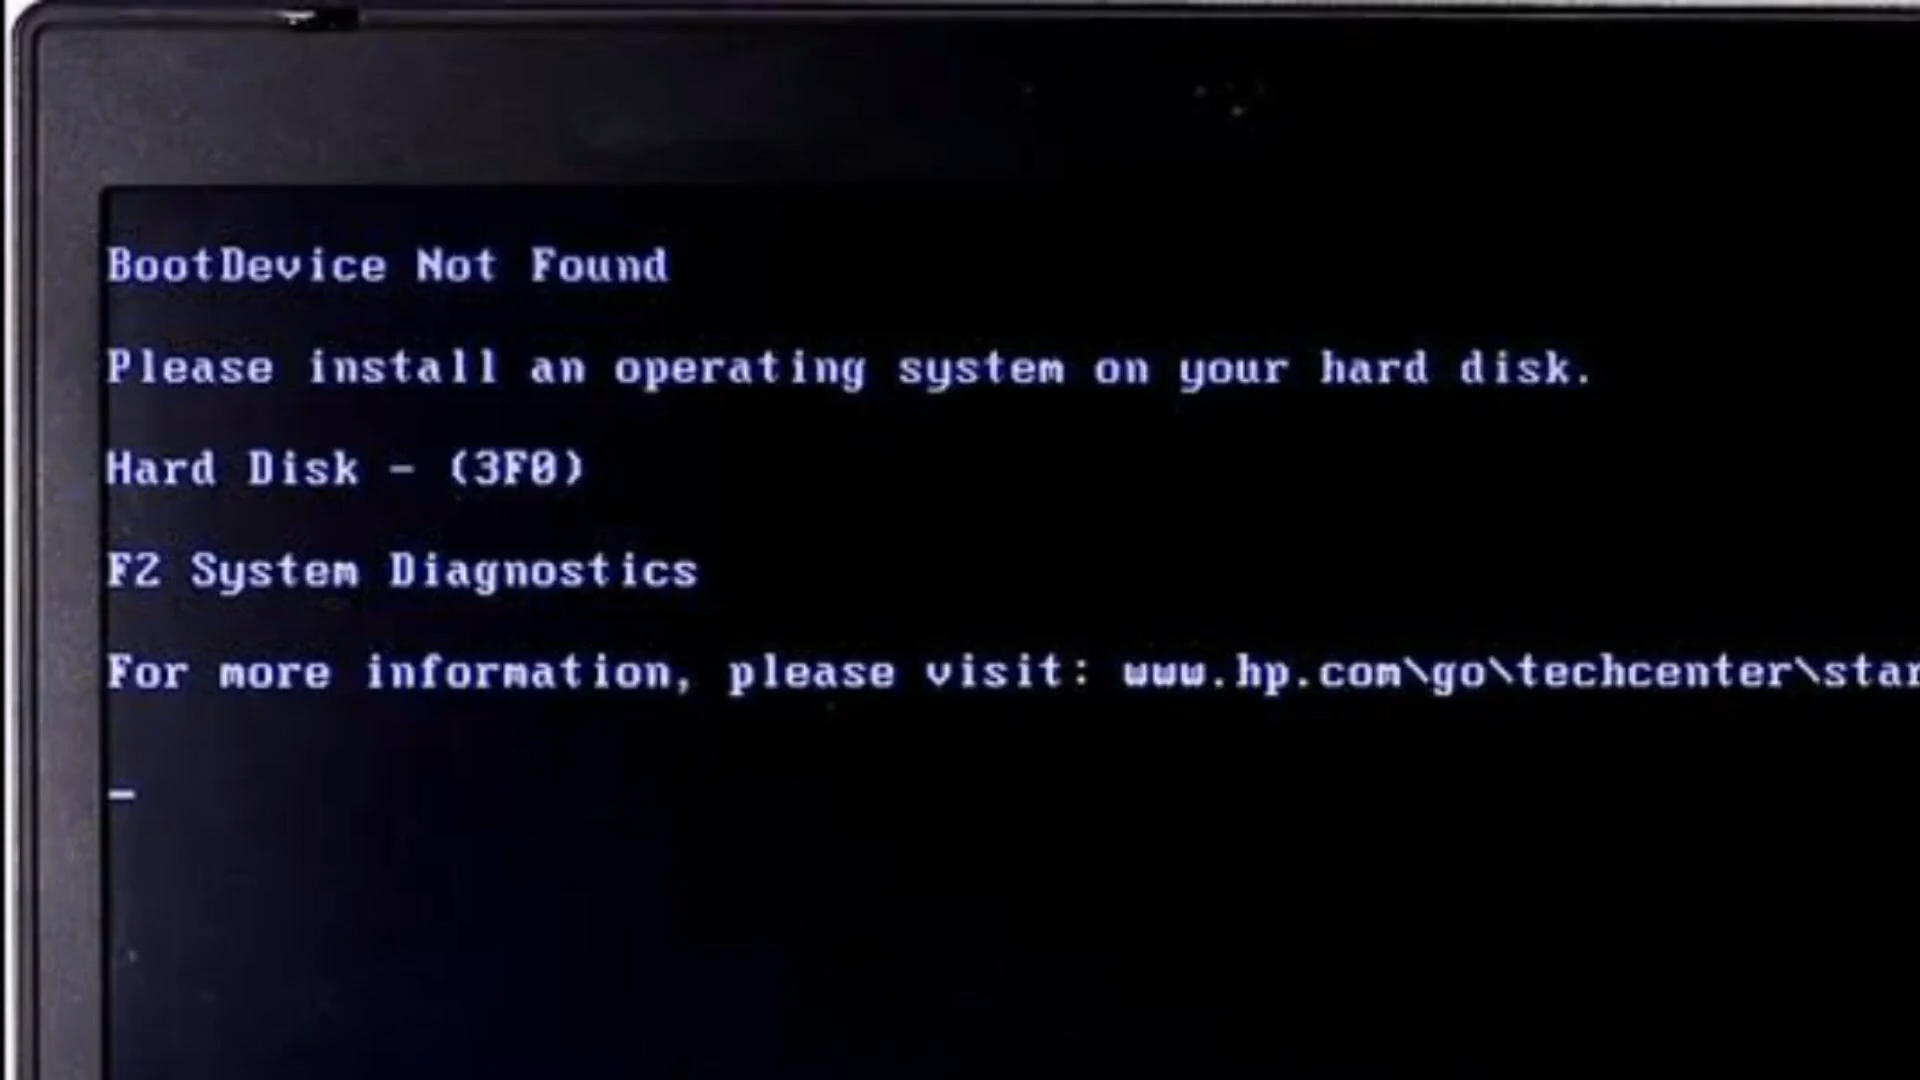 BootDevice Not Found
Please install an operating system on your hard disk.
Hard Disk - (3F0)
F2 System Diagnostics
For more information, please visit: www.hp.com\go\techcenter\star